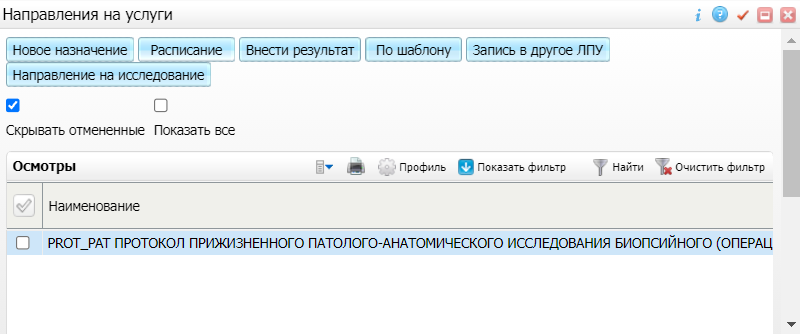 Направления на услуги
Новое назначение Расписание Внести результат По шаблону Запись в другое ЛПУ
Направление на исследование
Скрывать отмененные Показать все
Осмотры Профиль Показать фильтр Найти Очистить фильтр
Наименование
PROT_PAT ПРОТОКОЛ ПРИЖИЗНЕННОГО ПАТОЛОГО-АНАТОМИЧЕСКОГО ИССЛЕДОВАНИЯ БИОПСИЙНОГО (ОПЕРАЦ